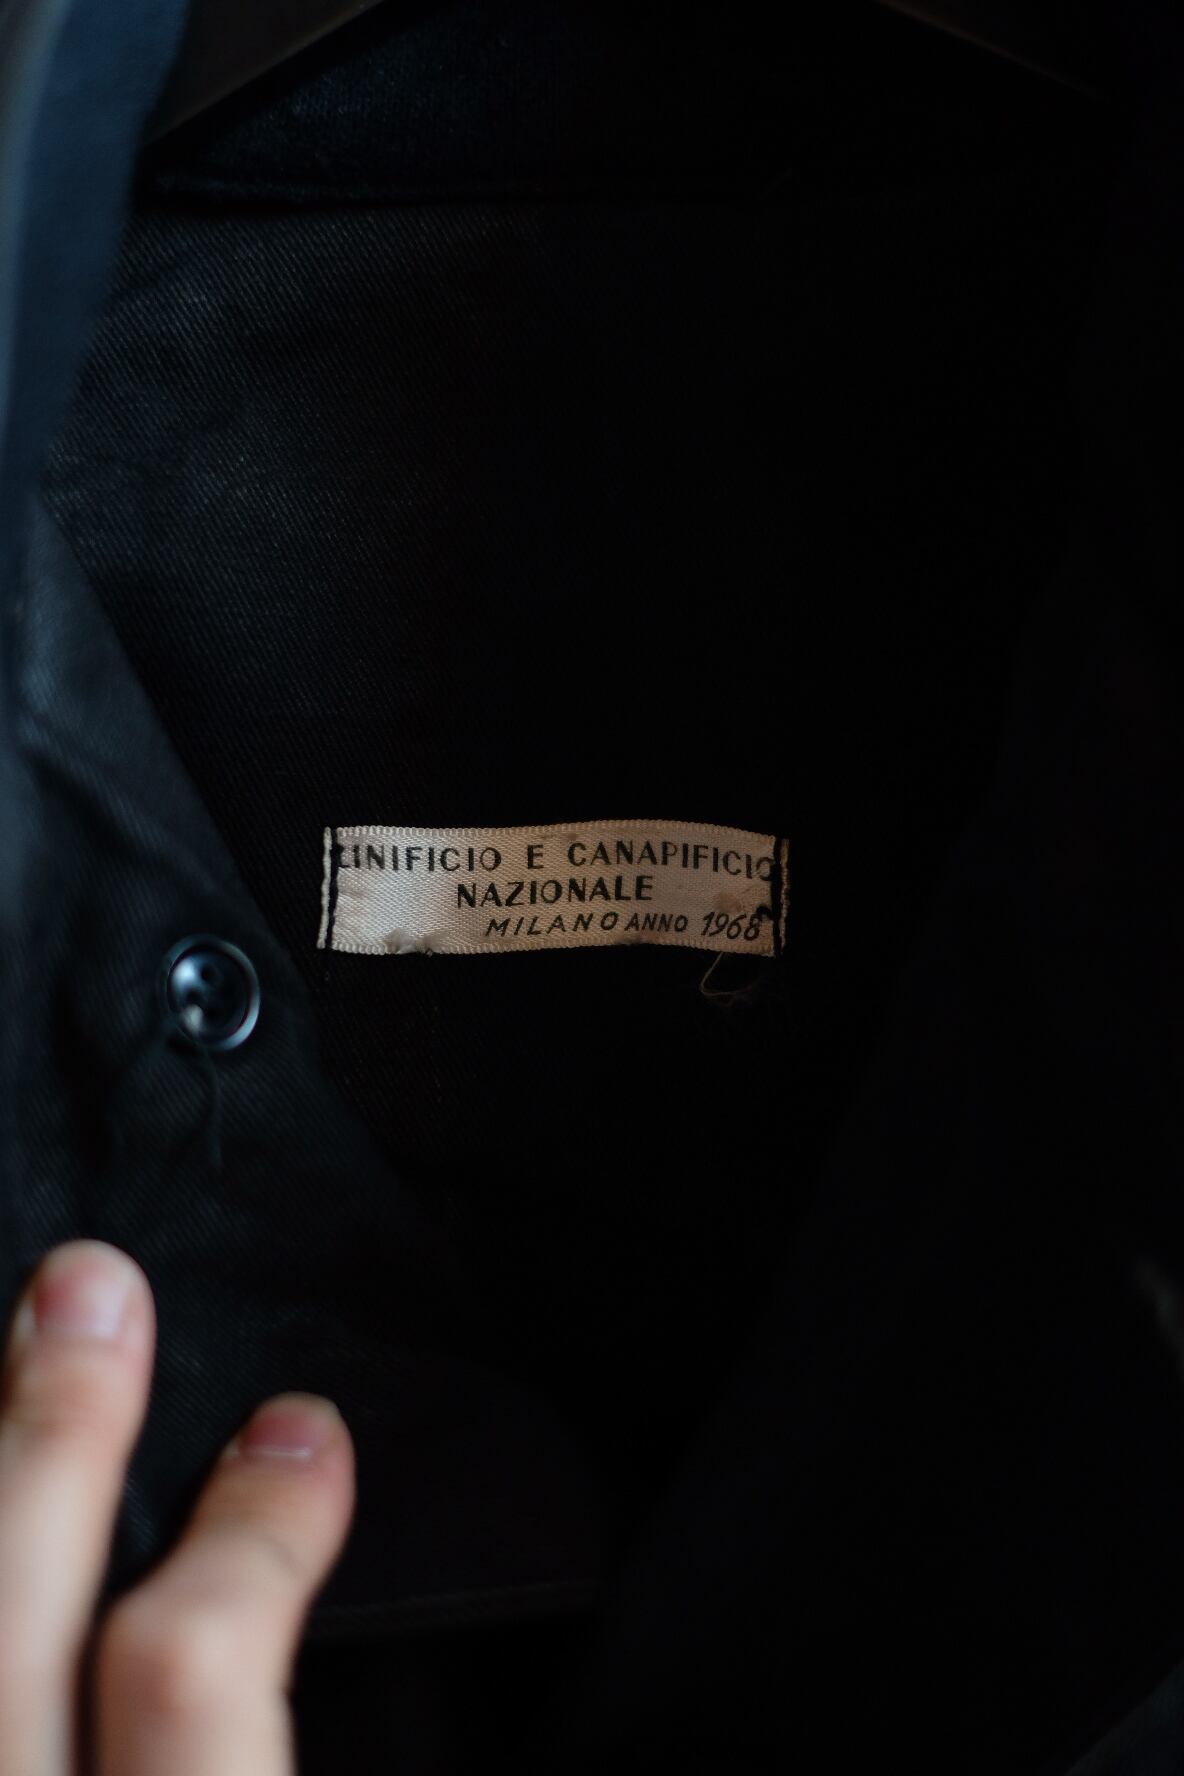 LINIFICIO E CANAPIFICIO
NAZIONALE
MILANO ANNO 1968